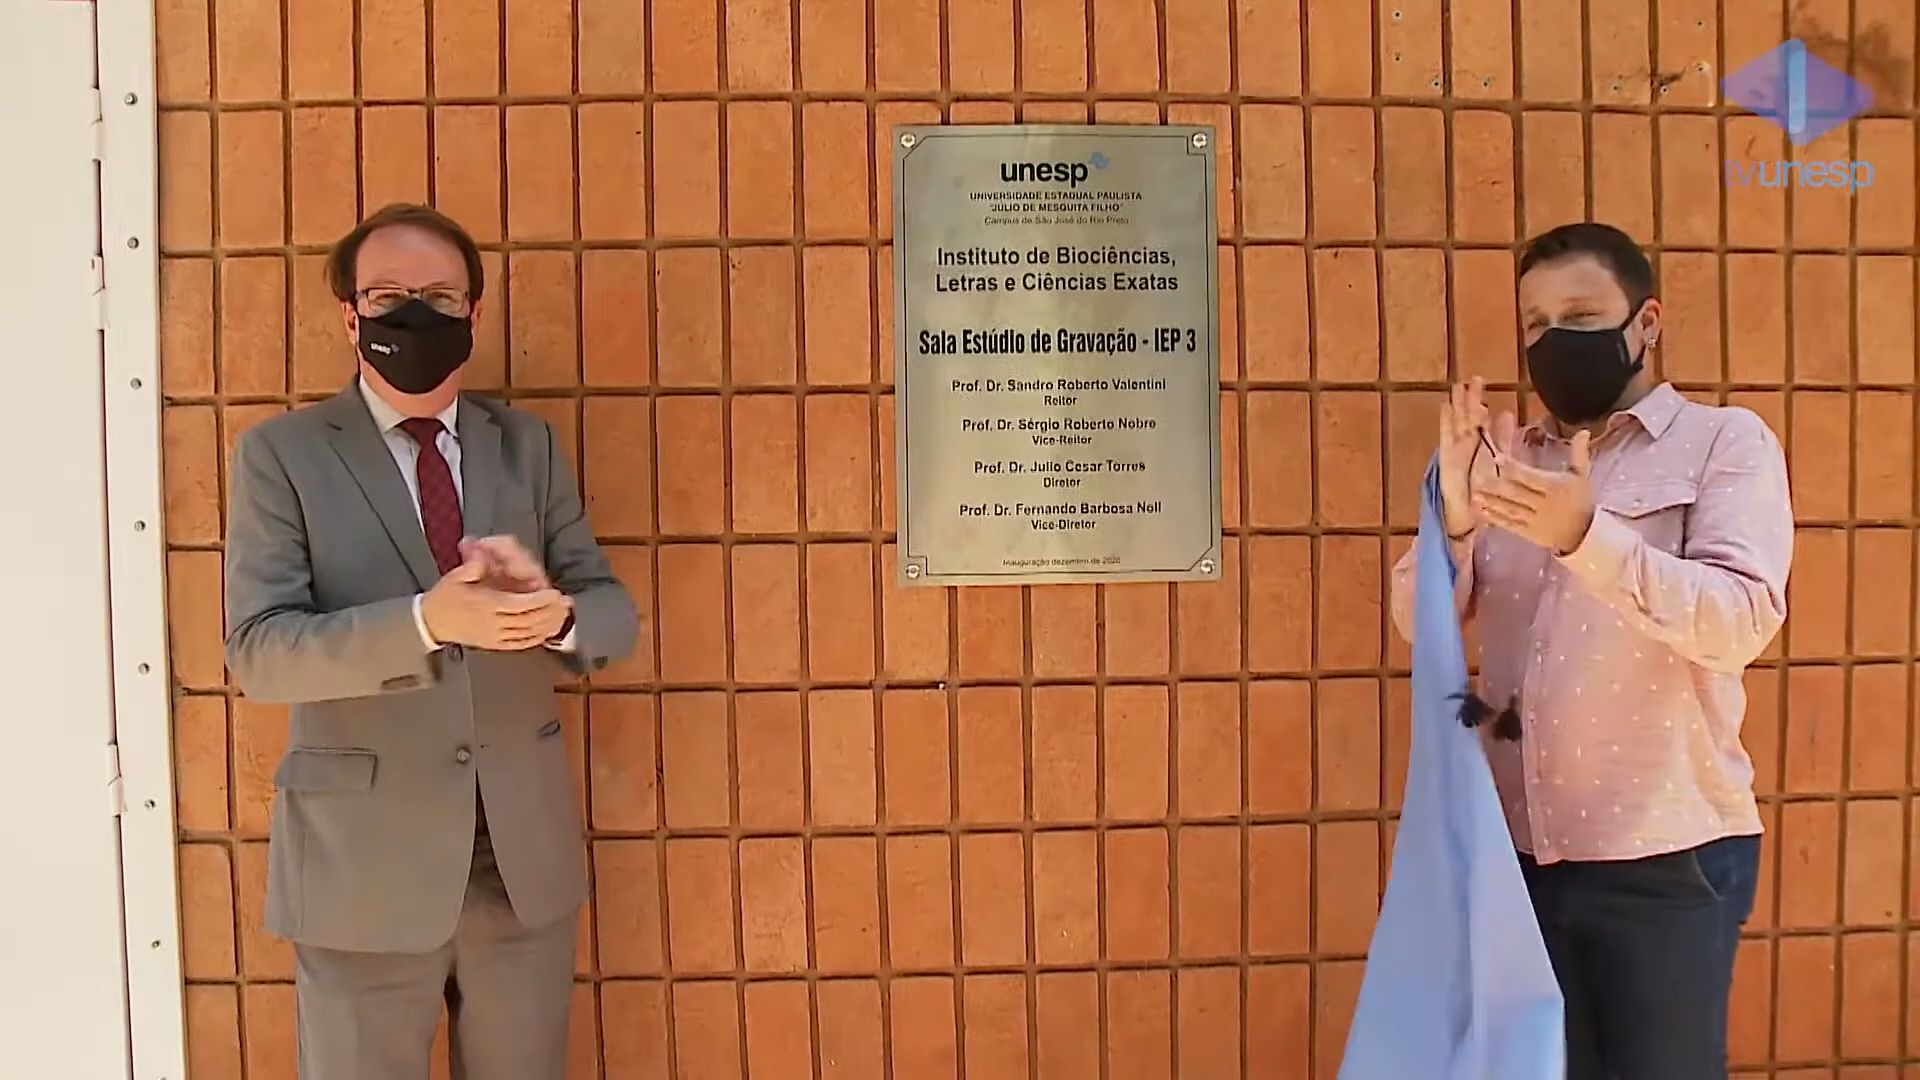 tvunesp
unesp
UNIVERSIDADE ESTADUAL PAULISTA
"JÚLIO DE MESQUITA FILHO"
Câmpus de São José do Rio Preto
Instituto de Biociências,
Letras e Ciências Exatas
Sala Estúdio de Gravação - IEP 3
Prof. Dr. Sandro Roberto Valentini
Reitor
Prof. Dr. Sérgio Roberto Nobre
Vice-Reitor
Prof. Dr. Julio Cesar Torres
Diretor
Prof. Dr. Fernando Barbosa Noll
Vice-Diretor
Inauguração dezembro de 2020
unesp